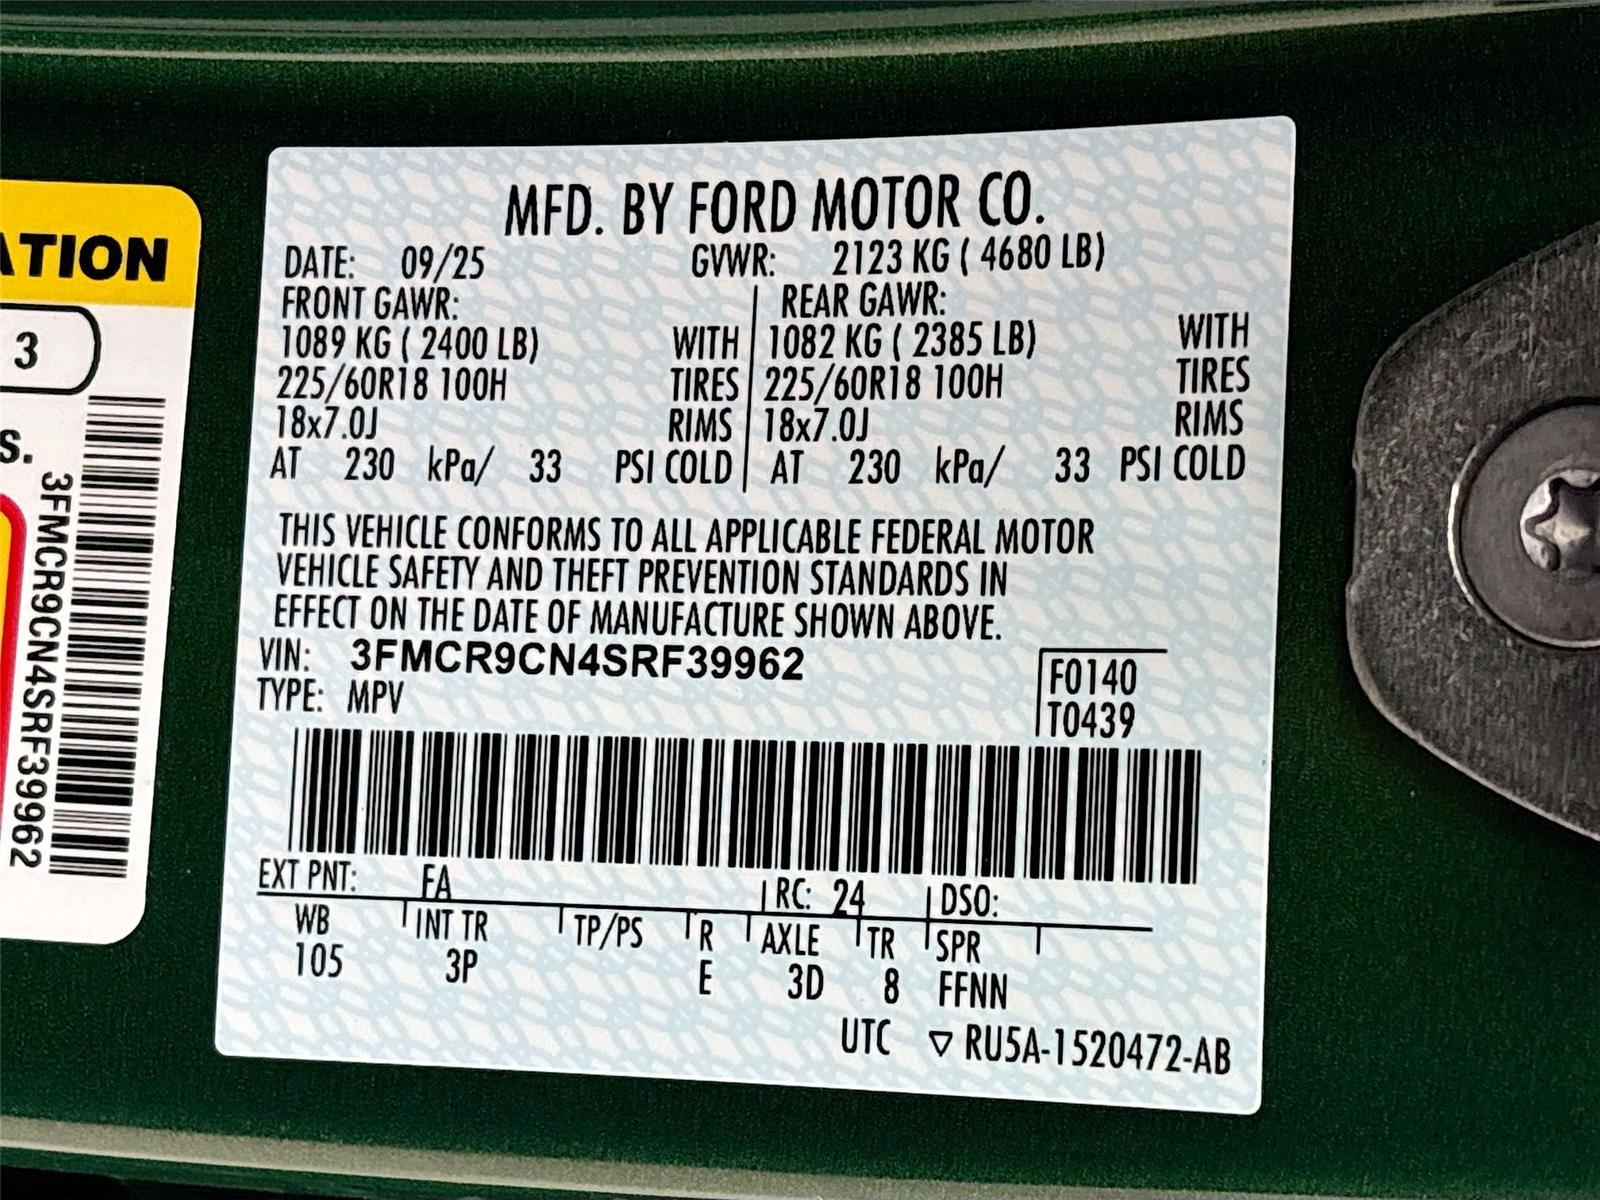 ATION
3
S.
3FMCR9CN4SRF39962
MFD. BY FORD MOTOR CO.
DATE: 09/25 GVWR: 2123 KG ( 4680 LB)
FRONT GAWR: REAR GAWR:
1089 KG ( 2400 LB) WITH 1082 KG ( 2385 LB) WITH
225/60R18 100H TIRES 225/60R18 100H TIRES
18x7.0J RIMS 18x7.0J RIMS
AT 230 kPa/ 33 PSI COLD AT 230 kPa/ 33 PSI COLD
THIS VEHICLE CONFORMS TO ALL APPLICABLE FEDERAL MOTOR
VEHICLE SAFETY AND THEFT PREVENTION STANDARDS IN
EFFECT ON THE DATE OF MANUFACTURE SHOWN ABOVE.
VIN: 3FMCR9CN4SRF39962 F0140
TYPE: MPV T0439
EXT PNT: FA RC: 24 DSO:
WB INT TR TP/PS R AXLE TR SPR
105 3P E 3D 8 FFNN
UTC ▽ RU5A-1520472-AB